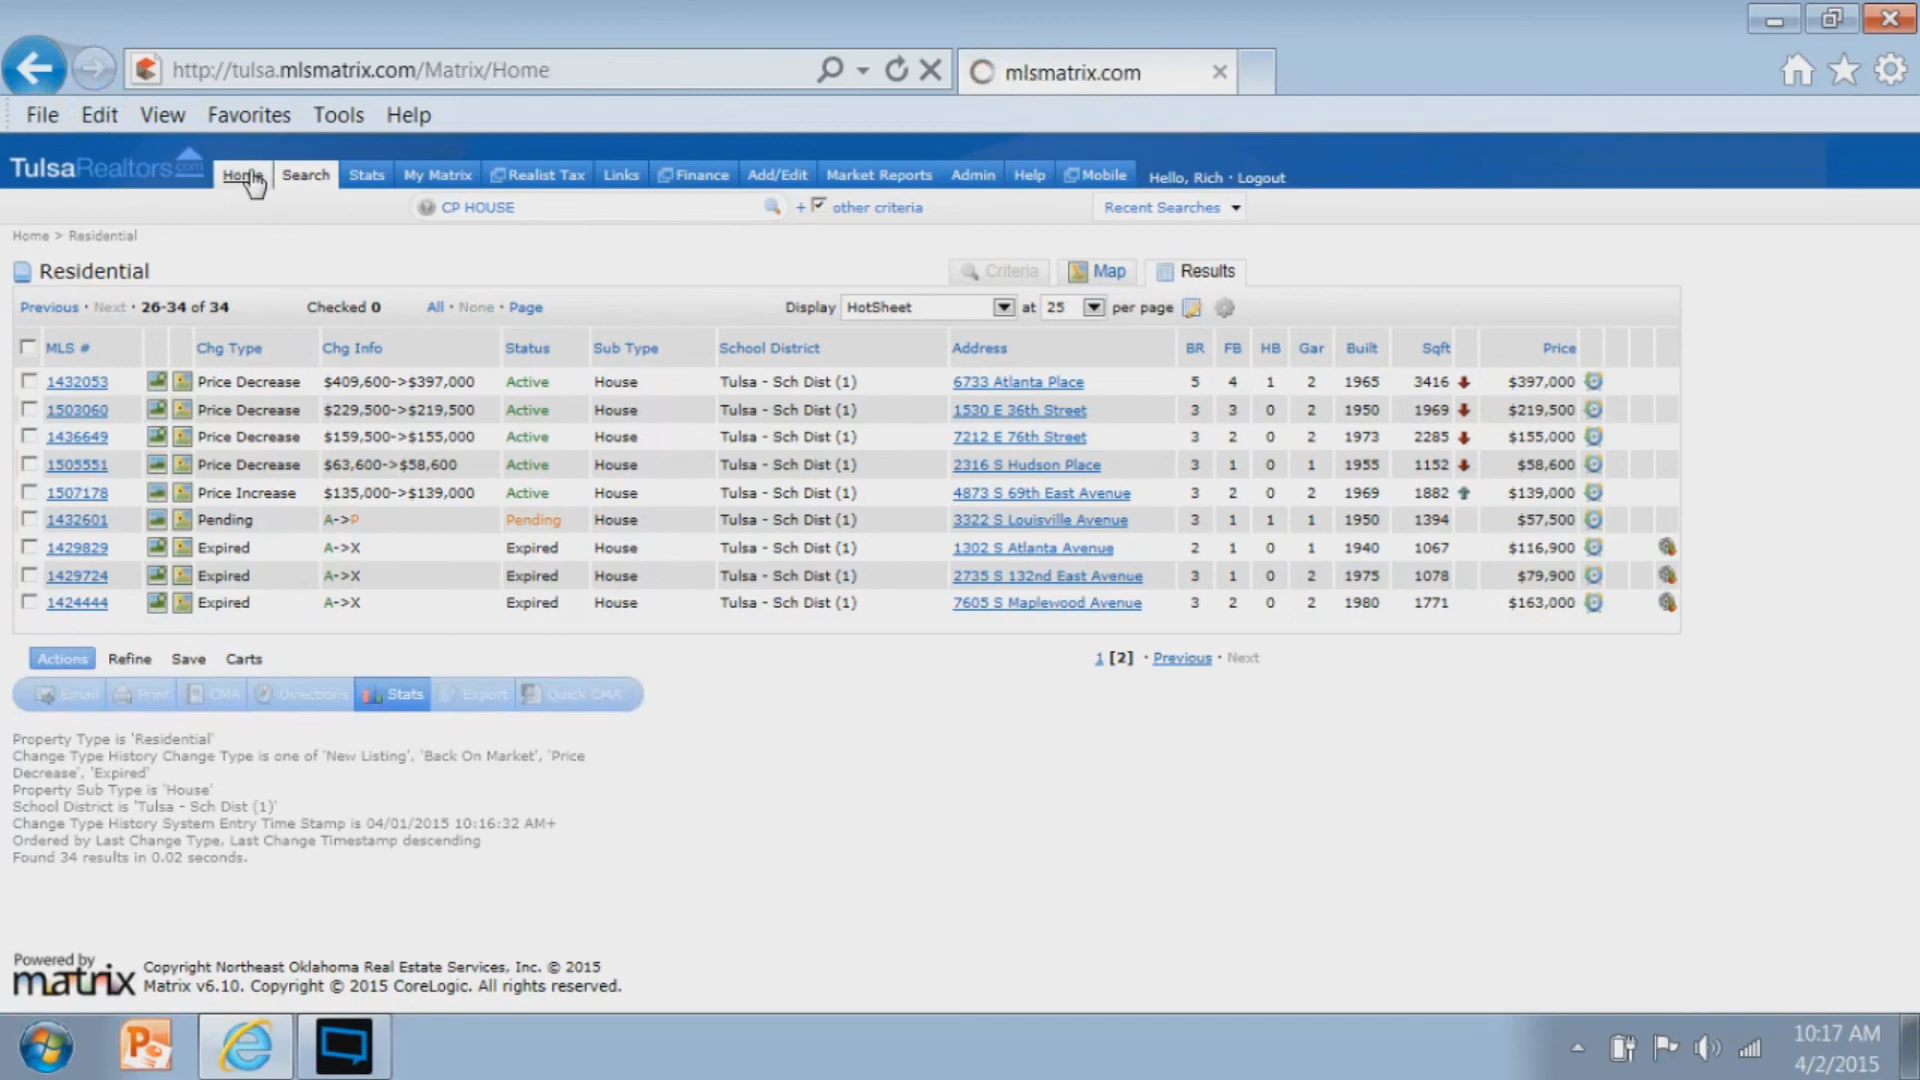 http://tulsa.mlsmatrix.com/Matrix/Home
mlsmatrix.com
File Edit View Favorites Tools Help
TulsaRealtors.com
Home Search Stats My Matrix Realist Tax Links Finance Add/Edit Market Reports Admin Help Mobile Hello, Rich · Logout
CP HOUSE + other criteria Recent Searches
Home > Residential
Residential Criteria Map Results
Previous · Next · 26-34 of 34 Checked 0 All · None · Page Display HotSheet at 25 per page
MLS # Chg Type Chg Info Status Sub Type School District Address BR FB HB Gar Built Sqft Price
1432053 Price Decrease $409,600->$397,000 Active House Tulsa - Sch Dist (1) 6733 Atlanta Place 5 4 1 2 1965 3416 $397,000
1503060 Price Decrease $229,500->$219,500 Active House Tulsa - Sch Dist (1) 1530 E 36th Street 3 3 0 2 1950 1969 $219,500
1436649 Price Decrease $159,500->$155,000 Active House Tulsa - Sch Dist (1) 7212 E 76th Street 3 2 0 2 1973 2285 $155,000
1505551 Price Decrease $63,600->$58,600 Active House Tulsa - Sch Dist (1) 2316 S Hudson Place 3 1 0 1 1955 1152 $58,600
1507178 Price Increase $135,000->$139,000 Active House Tulsa - Sch Dist (1) 4873 S 69th East Avenue 3 2 0 2 1969 1882 $139,000
1432601 Pending A->P Pending House Tulsa - Sch Dist (1) 3322 S Louisville Avenue 3 1 1 1 1950 1394 $57,500
1429829 Expired A->X Expired House Tulsa - Sch Dist (1) 1302 S Atlanta Avenue 2 1 0 1 1940 1067 $116,900
1429724 Expired A->X Expired House Tulsa - Sch Dist (1) 2735 S 132nd East Avenue 3 1 0 2 1975 1078 $79,900
1424444 Expired A->X Expired House Tulsa - Sch Dist (1) 7605 S Maplewood Avenue 3 2 0 2 1980 1771 $163,000
Actions Refine Save Carts 1 [2] · Previous · Next
Email Print CMA Directions Stats Export Quick CMA
Property Type is 'Residential'
Change Type History Change Type is one of 'New Listing', 'Back On Market', 'Price
Decrease', 'Expired'
Property Sub Type is 'House'
School District is 'Tulsa - Sch Dist (1)'
Change Type History System Entry Time Stamp is 04/01/2015 10:16:32 AM+
Ordered by Last Change Type, Last Change Timestamp descending
Found 34 results in 0.02 seconds.
Powered by
matrix
Copyright Northeast Oklahoma Real Estate Services, Inc. © 2015
Matrix v6.10. Copyright © 2015 CoreLogic. All rights reserved.
10:17 AM
4/2/2015